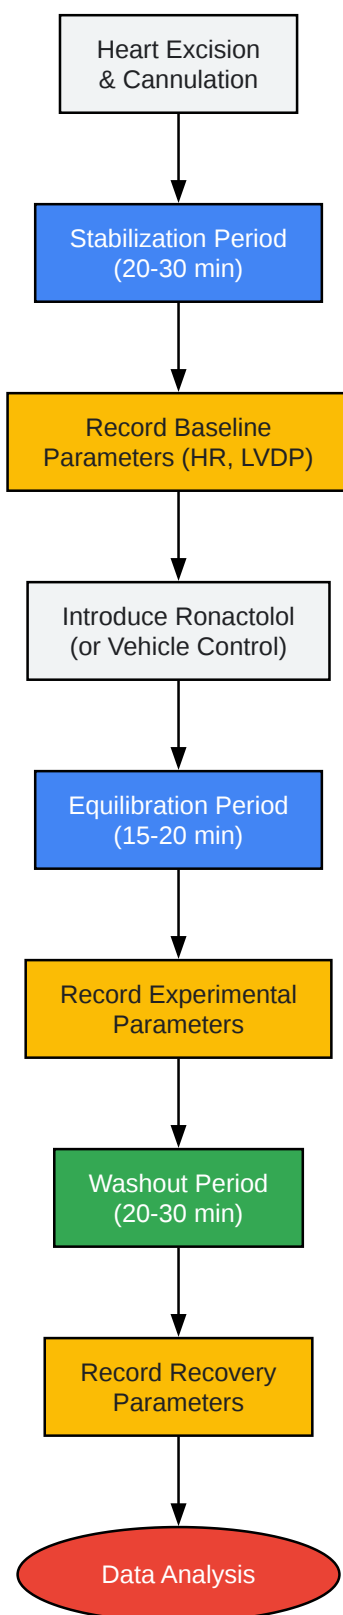 Heart Excision
& Cannulation
Stabilization Period
(20-30 min)
Record Baseline
Parameters (HR, LVDP)
Introduce Ronactolol
(or Vehicle Control)
Equilibration Period
(15-20 min)
Record Experimental
Parameters
Washout Period
(20-30 min)
Record Recovery
Parameters
Data Analysis